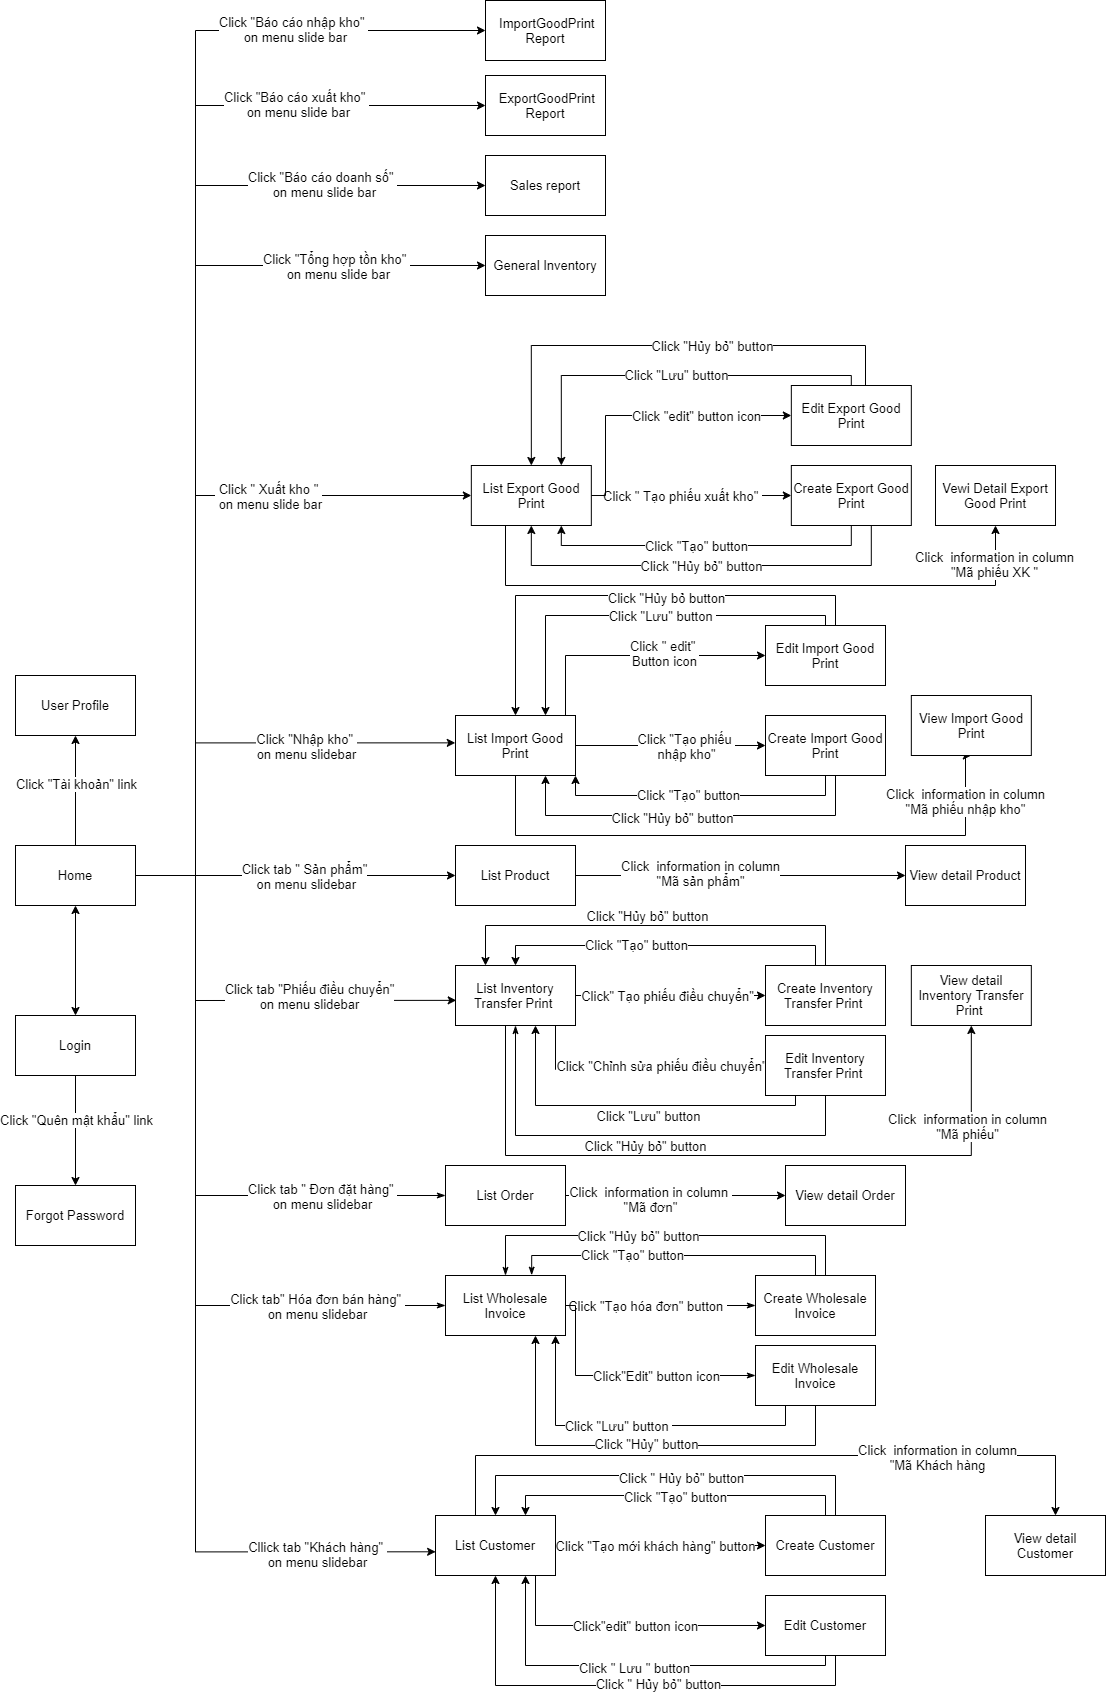 Click "Báo cáo nhập kho"
on menu slide bar
ImportGoodPrint
Report
Click "Báo cáo xuất kho"
on menu slide bar
ExportGoodPrint
Report
Click "Báo cáo doanh số"
on menu slide bar
Sales report
Click "Tổng hợp tồn kho"
on menu slide bar
General Inventory
Click "Hủy bỏ" button
Click "Lưu" button
Click "edit" button icon
Edit Export Good
Print
Click " Xuất kho "
on menu slide bar
List Export Good
Print
Click " Tạo phiếu xuất kho"
Create Export Good
Print
Vewi Detail Export
Good Print
Click "Tạo" button
Click "Hủy bỏ" button
Click  information in column
"Mã phiếu XK "
Click "Hủy bỏ button
Click "Lưu" button
Click " edit"
Button icon
Edit Import Good
Print
User Profile
Click "Nhập kho"
on menu slidebar
List Import Good
Print
Click "Tạo phiếu
nhập kho"
Create Import Good
Print
View Import Good
Print
Click "Tài khoản" link
Click "Tạo" button
Click "Hủy bỏ" button
Click  information in column
"Mã phiếu nhập kho"
Home
Click tab " Sản phẩm"
on menu slidebar
List Product
Click  information in column
"Mã sản phẩm"
View detail Product
Click "Hủy bỏ" button
Click "Tạo" button
Click tab "Phiếu điều chuyển"
on menu slidebar
List Inventory
Transfer Print
Click" Tạo phiếu điều chuyển"
Create Inventory
Transfer Print
View detail
Inventory Transfer
Print
Login
Click "Chỉnh sửa phiếu điều chuyển"
Edit Inventory
Transfer Print
Click "Quên mật khẩu" link
Click "Lưu" button
Click "Hủy bỏ" button
Click  information in column
"Mã phiếu"
Forgot Password
Click tab " Đơn đặt hàng"
on menu slidebar
List Order
Click  information in column
"Mã đơn"
View detail Order
Click "Hủy bỏ" button
Click "Tạo" button
Click tab" Hóa đơn bán hàng"
on menu slidebar
List Wholesale
Invoice
Click "Tạo hóa đơn" button
Create Wholesale
Invoice
Click"Edit" button icon
Edit Wholesale
Invoice
Click "Lưu" button
Click "Hủy" button
Click  information in column
"Mã Khách hàng
Click " Hủy bỏ" button
Click "Tạo" button
Cllick tab "Khách hàng"
on menu slidebar
List Customer
Click "Tạo mới khách hàng" button
Create Customer
View detail
Customer
Click"edit" button icon
Edit Customer
Click " Lưu " button
Click " Hủy bỏ" button